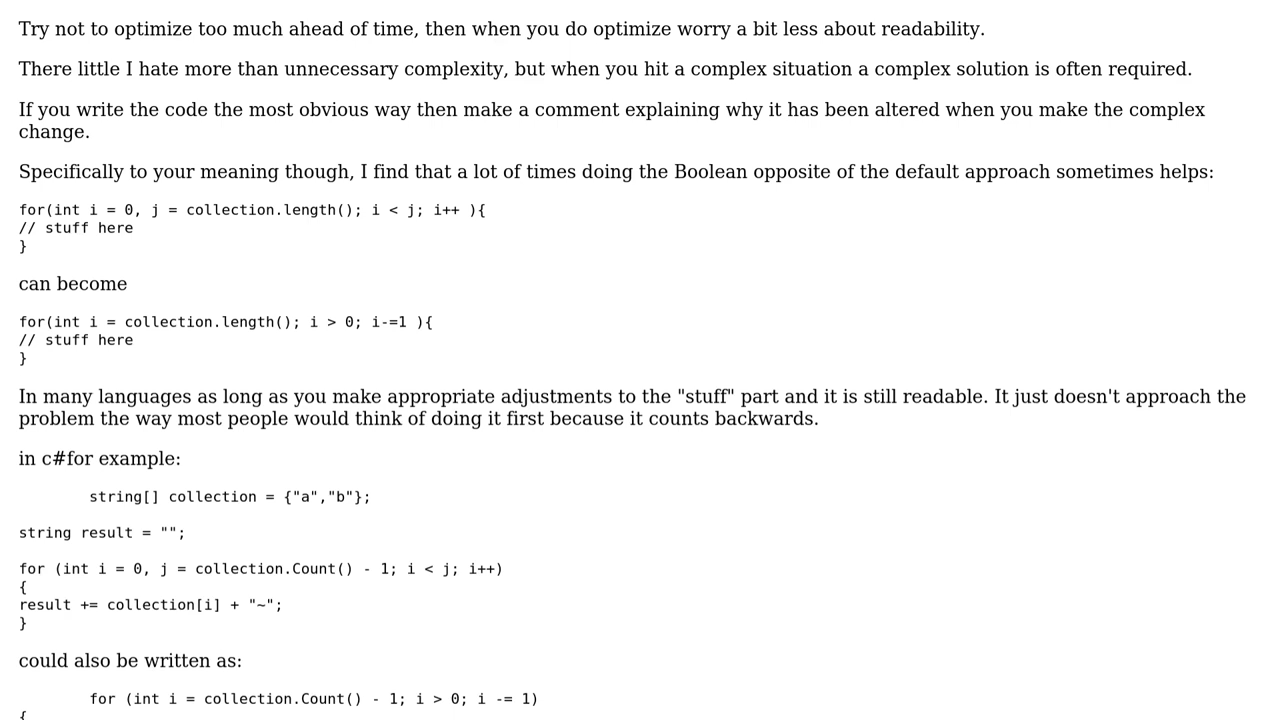 Try not to optimize too much ahead of time, then when you do optimize worry a bit less about readability.
There little I hate more than unnecessary complexity, but when you hit a complex situation a complex solution is often required.
If you write the code the most obvious way then make a comment explaining why it has been altered when you make the complex
change.
Specifically to your meaning though, I find that a lot of times doing the Boolean opposite of the default approach sometimes helps:
for(int i = 0, j = collection.length(); i < j; i++ ){
// stuff here
}
can become
for(int i = collection.length(); i > 0; i-=1 ){
// stuff here
}
In many languages as long as you make appropriate adjustments to the "stuff" part and it is still readable. It just doesn't approach the
problem the way most people would think of doing it first because it counts backwards.
in c#for example:
        string[] collection = {"a","b"};
string result = "";
for (int i = 0, j = collection.Count() - 1; i < j; i++)
{
result += collection[i] + "~";
}
could also be written as:
        for (int i = collection.Count() - 1; i > 0; i -= 1)
{